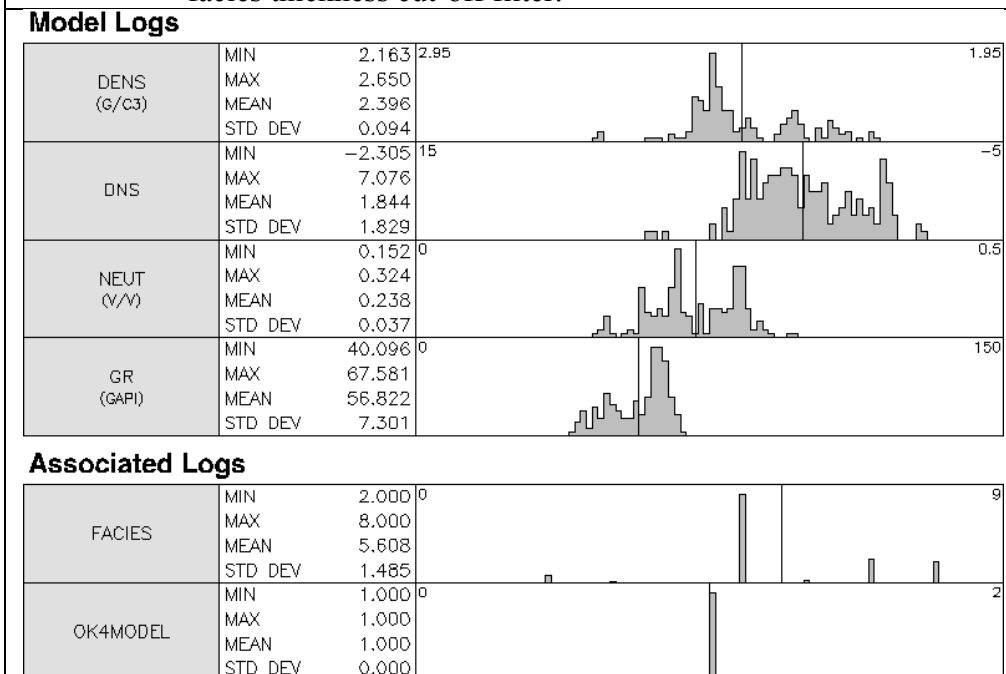 facies thickness cut-off filter.
Model Logs
DENS
(G/C3)
MIN 2.163 2.95 1.95
MAX 2.650
MEAN 2.396
STD DEV 0.094
DNS
MIN −2.305 15 −5
MAX 7.076
MEAN 1.844
STD DEV 1.829
NEUT
(V/V)
MIN 0.152 0 0.5
MAX 0.324
MEAN 0.238
STD DEV 0.037
GR
(GAPI)
MIN 40.096 0 150
MAX 67.581
MEAN 56.822
STD DEV 7.301
Associated Logs
FACIES
MIN 2.000 0 9
MAX 8.000
MEAN 5.608
STD DEV 1.485
OK4MODEL
MIN 1.000 0 2
MAX 1.000
MEAN 1.000
STD DEV 0.000